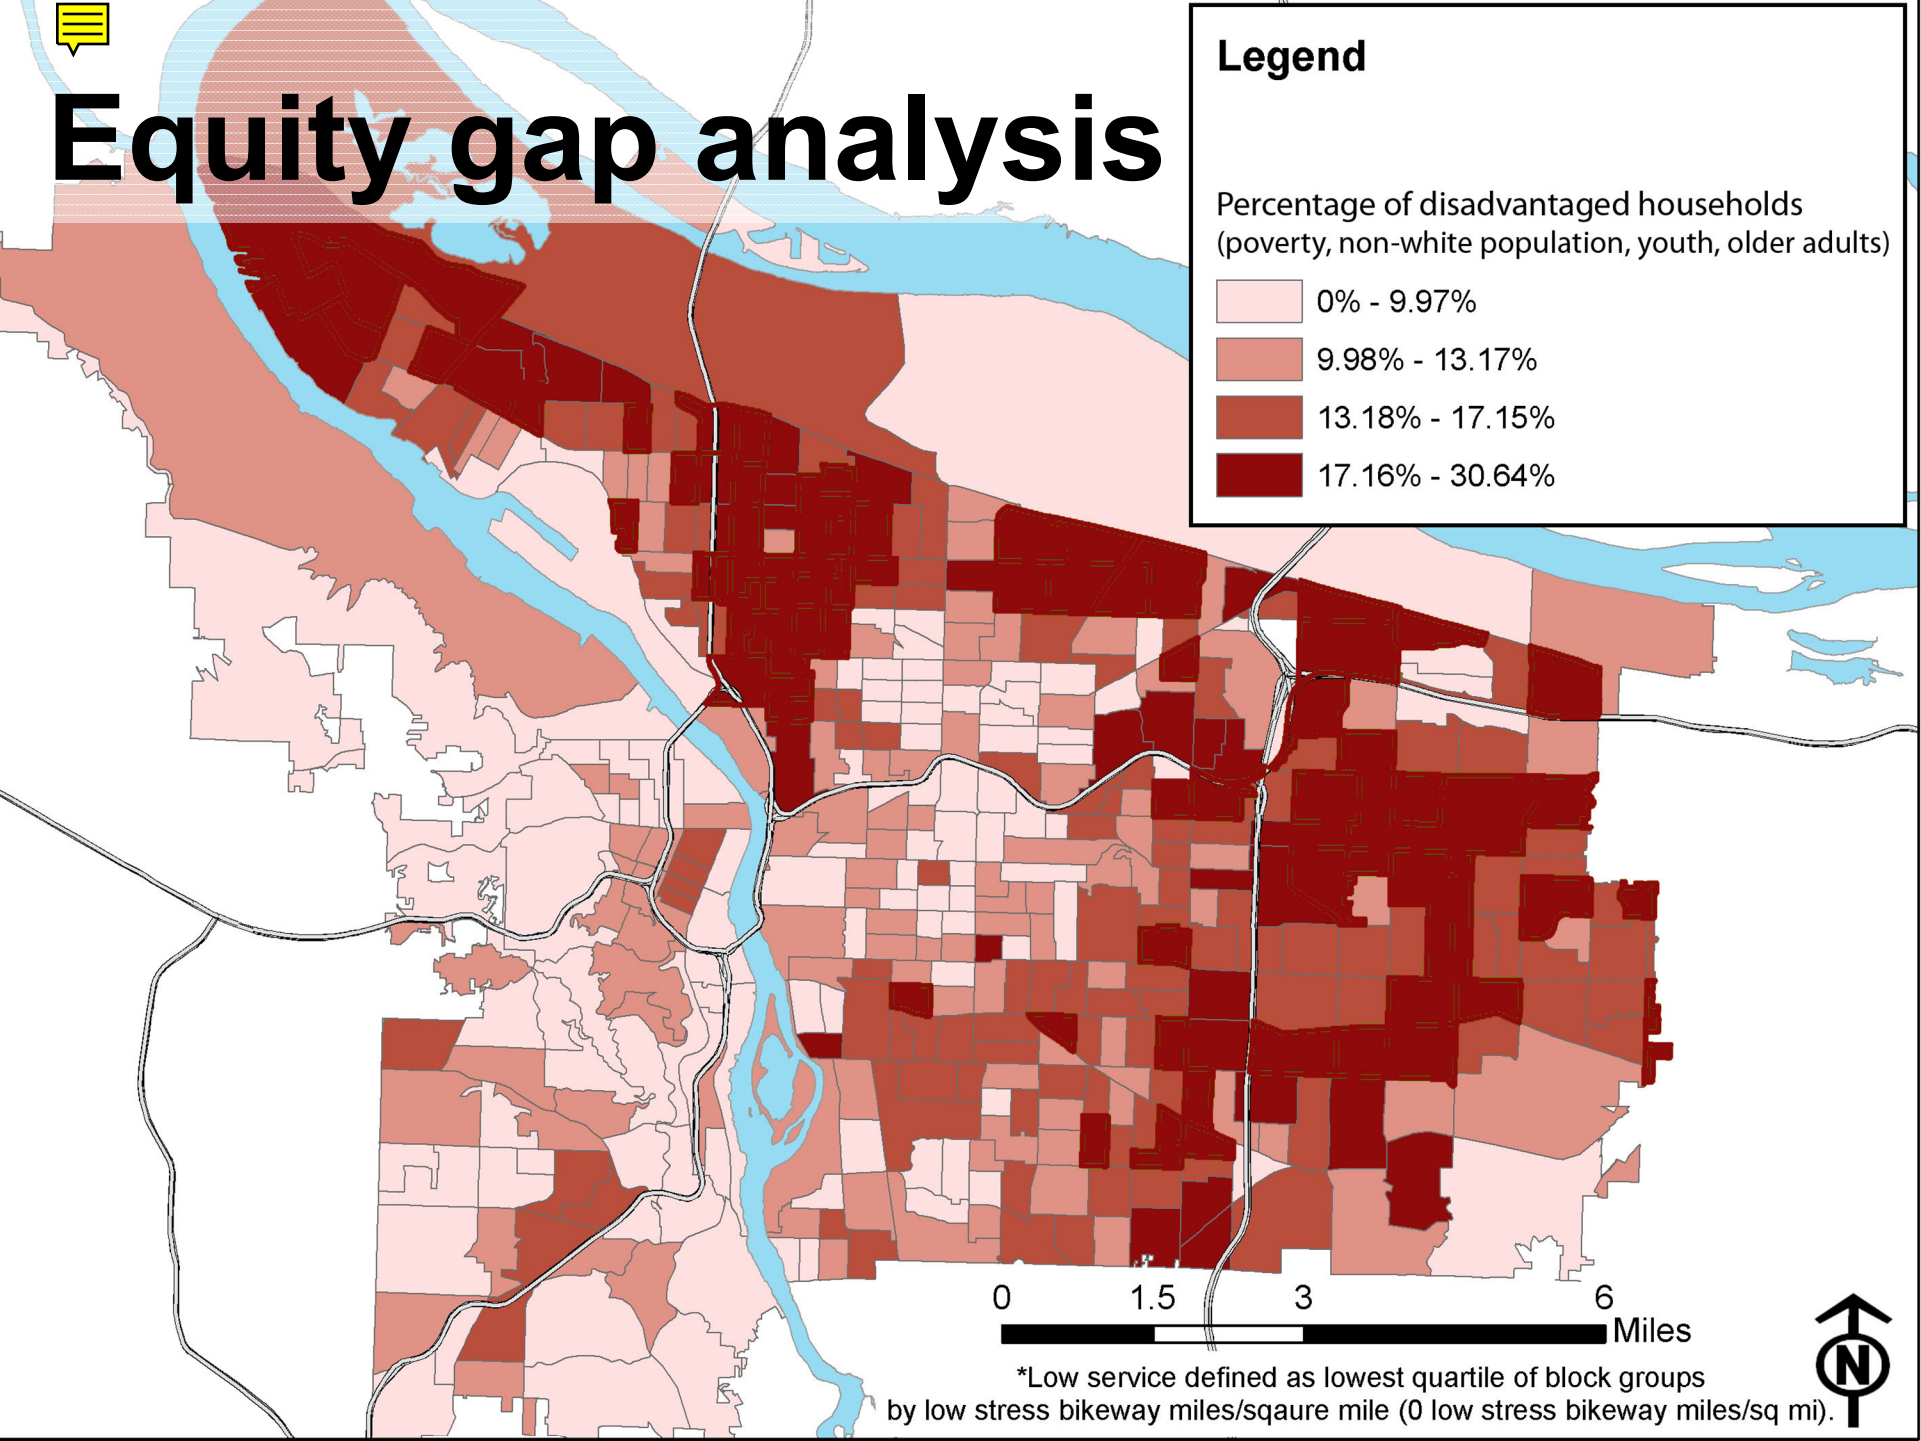 Equity gap analysis
Legend
Percentage of disadvantaged households
(poverty, non-white population, youth, older adults)
0% - 9.97%
9.98% - 13.17%
13.18% - 17.15%
17.16% - 30.64%
0 1.5 3 6
Miles
*Low service defined as lowest quartile of block groups
by low stress bikeway miles/sqaure mile (0 low stress bikeway miles/sq mi).
N